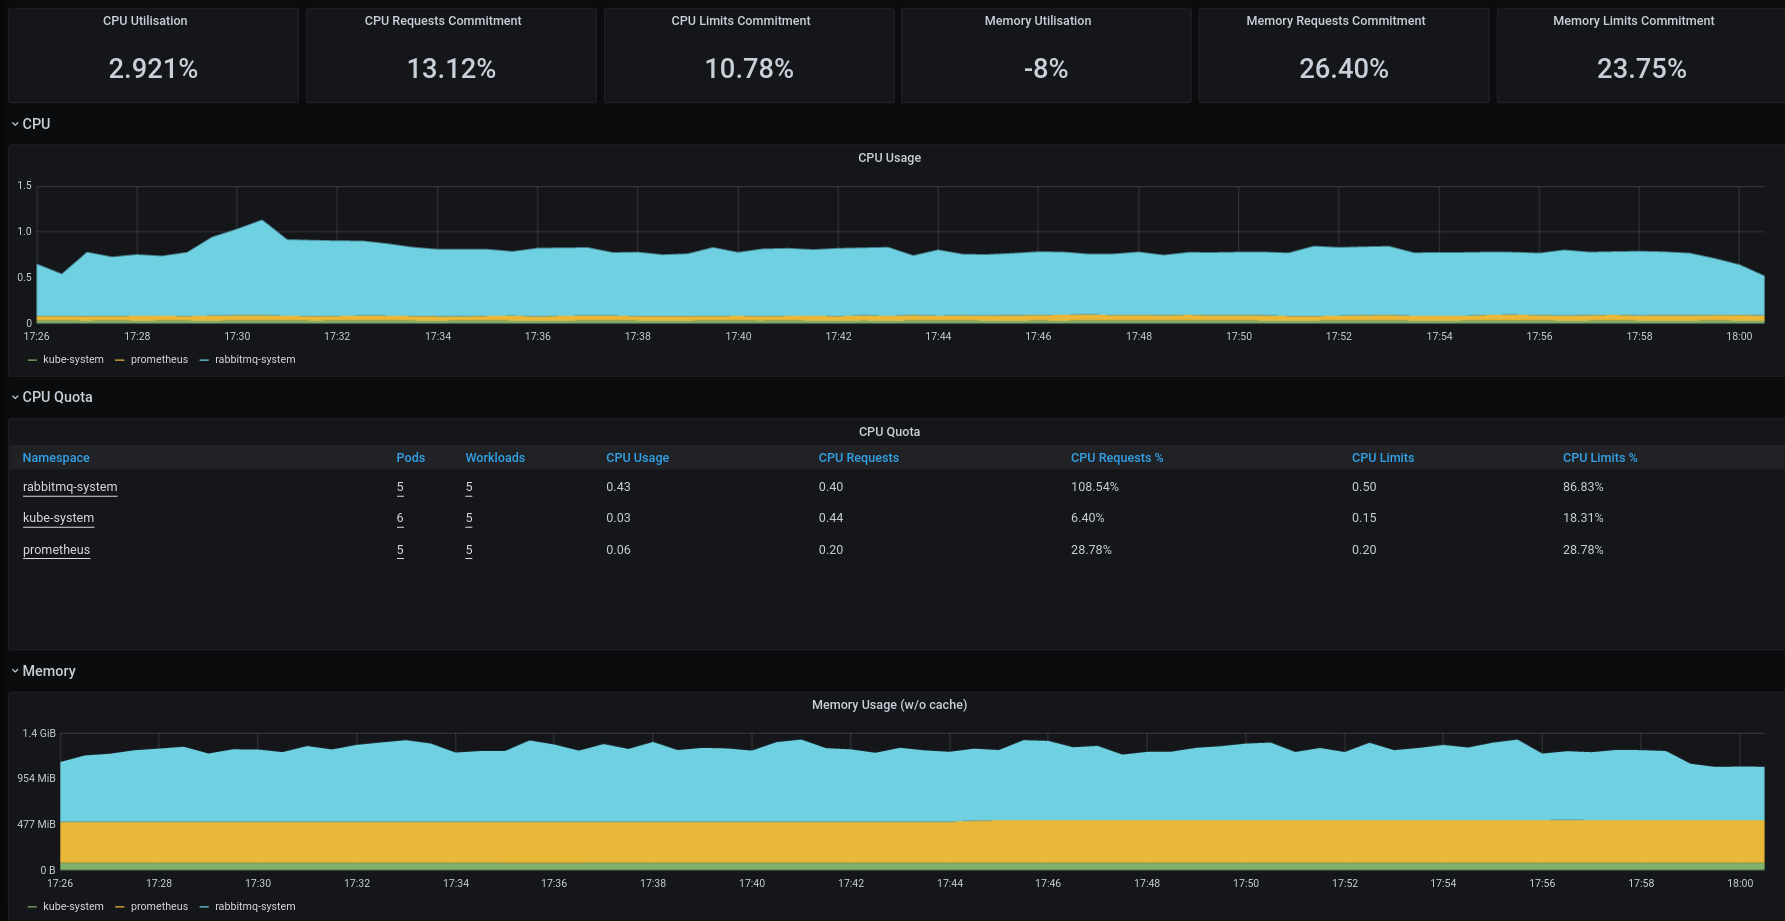 CPU Utilisation CPU Requests Commitment CPU Limits Commitment Memory Utilisation Memory Requests Commitment Memory Limits Commitment
2.921% 13.12% 10.78% -8% 26.40% 23.75%
CPU
CPU Usage
1.5
1.0
0.5
0
17:26 17:28 17:30 17:32 17:34 17:36 17:38 17:40 17:42 17:44 17:46 17:48 17:50 17:52 17:54 17:56 17:58 18:00
kube-system prometheus rabbitmq-system
CPU Quota
CPU Quota
Namespace Pods Workloads CPU Usage CPU Requests CPU Requests % CPU Limits CPU Limits %
rabbitmq-system 5 5 0.43 0.40 108.54% 0.50 86.83%
kube-system 6 5 0.03 0.44 6.40% 0.15 18.31%
prometheus 5 5 0.06 0.20 28.78% 0.20 28.78%
Memory
Memory Usage (w/o cache)
1.4 GiB
954 MiB
477 MiB
0 B
17:26 17:28 17:30 17:32 17:34 17:36 17:38 17:40 17:42 17:44 17:46 17:48 17:50 17:52 17:54 17:56 17:58 18:00
kube-system prometheus rabbitmq-system